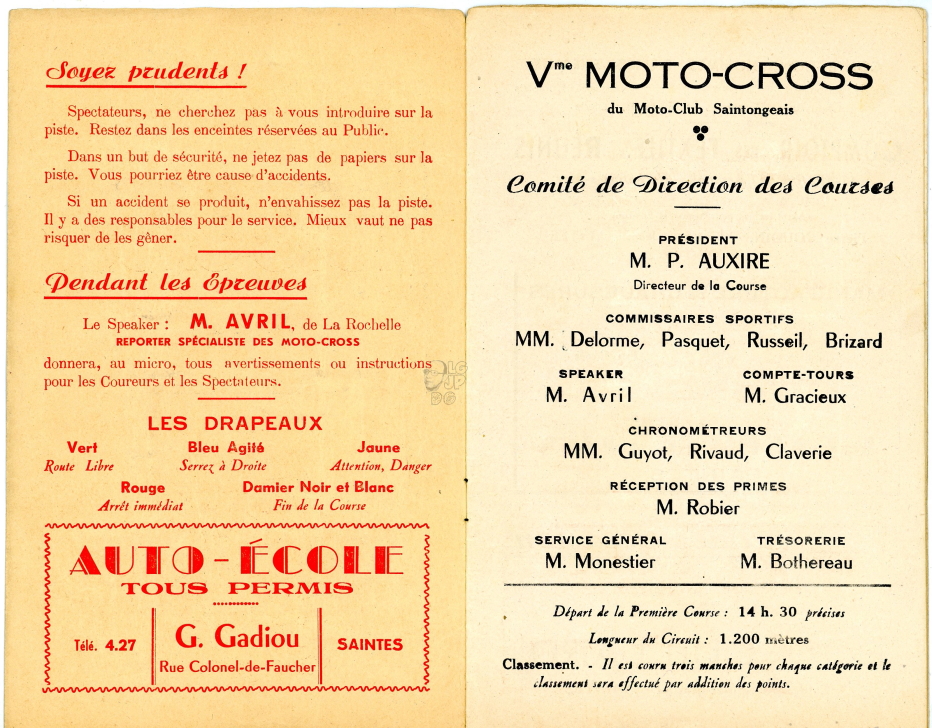 Soyez prudents !
Spectateurs, ne cherchez pas à vous introduire sur la
piste. Restez dans les enceintes réservées au Public.
Dans un but de sécurité, ne jetez pas de papiers sur la
piste. Vous pourriez être cause d'accidents.
Si un accident se produit, n'envahissez pas la piste.
Il y a des responsables pour le service. Mieux vaut ne pas
risquer de les gêner.
Pendant les Épreuves
Le Speaker : M. AVRIL, de La Rochelle
REPORTER SPÉCIALISTE DES MOTO-CROSS
donnera, au micro, tous avertissements ou instructions
pour les Coureurs et les Spectateurs.
LES DRAPEAUX
Vert Bleu Agité Jaune
Route Libre Serrez à Droite Attention, Danger
Rouge Damier Noir et Blanc
Arrêt immédiat Fin de la Course
AUTO-ÉCOLE
TOUS PERMIS
Télé. 4.27 G. Gadiou SAINTES
Rue Colonel-de-Faucher
Vme MOTO-CROSS
du Moto-Club Saintongeais
Comité de Direction des Courses
PRÉSIDENT
M. P. AUXIRE
Directeur de la Course
COMMISSAIRES SPORTIFS
MM. Delorme, Pasquet, Russeil, Brizard
SPEAKER COMPTE-TOURS
M. Avril M. Gracieux
CHRONOMÉTREURS
MM. Guyot, Rivaud, Claverie
RÉCEPTION DES PRIMES
M. Robier
SERVICE GÉNÉRAL TRÉSORERIE
M. Monestier M. Bothereau
Départ de la Première Course : 14 h. 30 précises
Longueur du Circuit : 1.200 mètres
Classement. - Il est couru trois manches pour chaque catégorie et le
classement sera effectué par addition des points.